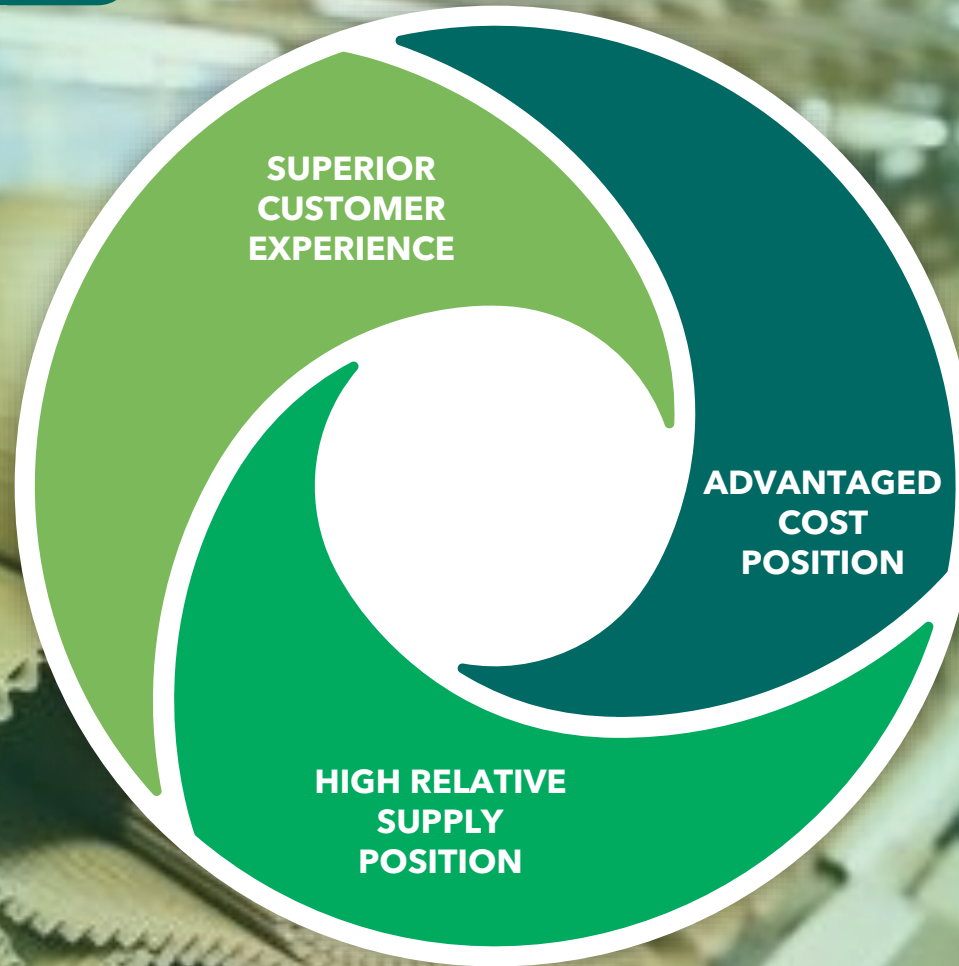 SUPERIOR
CUSTOMER
EXPERIENCE
ADVANTAGED
COST
POSITION
HIGH RELATIVE
SUPPLY
POSITION